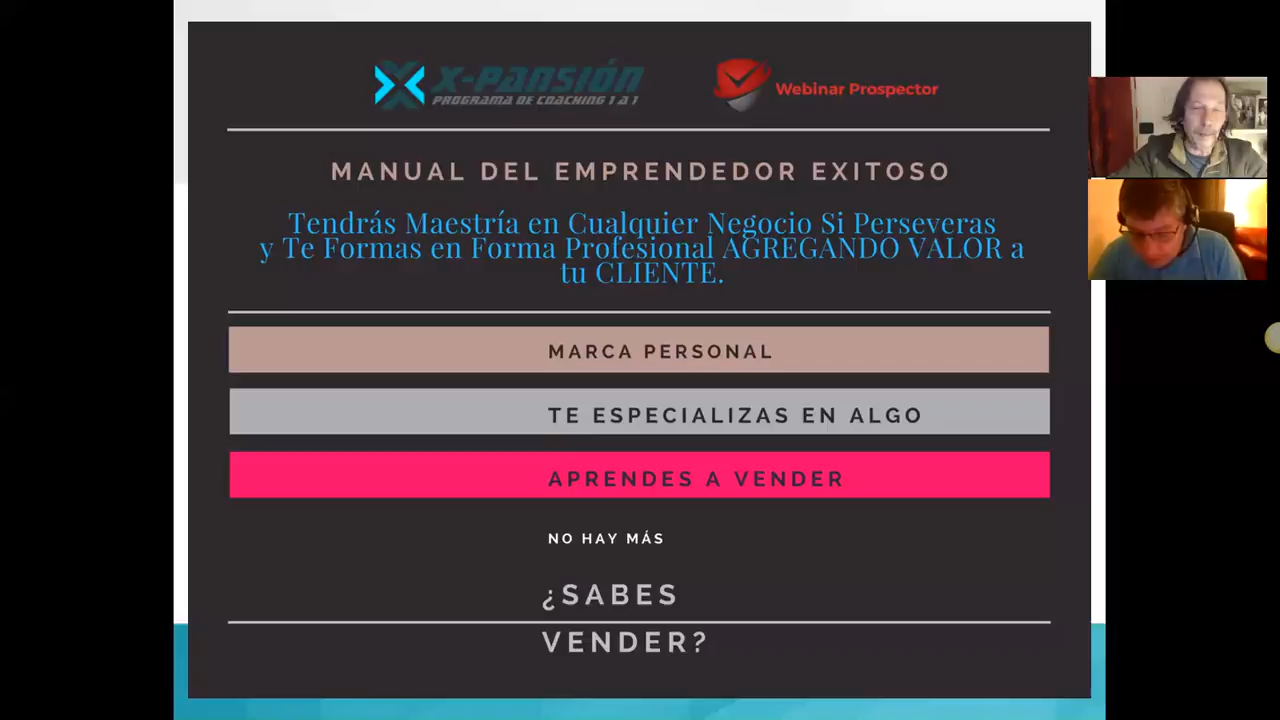 X-PANSIÓN
PROGRAMA DE COACHING 1 A 1
Webinar Prospector
MANUAL DEL EMPRENDEDOR EXITOSO
Tendrás Maestría en Cualquier Negocio Si Perseveras
y Te Formas en Forma Profesional AGREGANDO VALOR a
tu CLIENTE.
MARCA PERSONAL
TE ESPECIALIZAS EN ALGO
APRENDES A VENDER
NO HAY MÁS
¿SABES
VENDER?